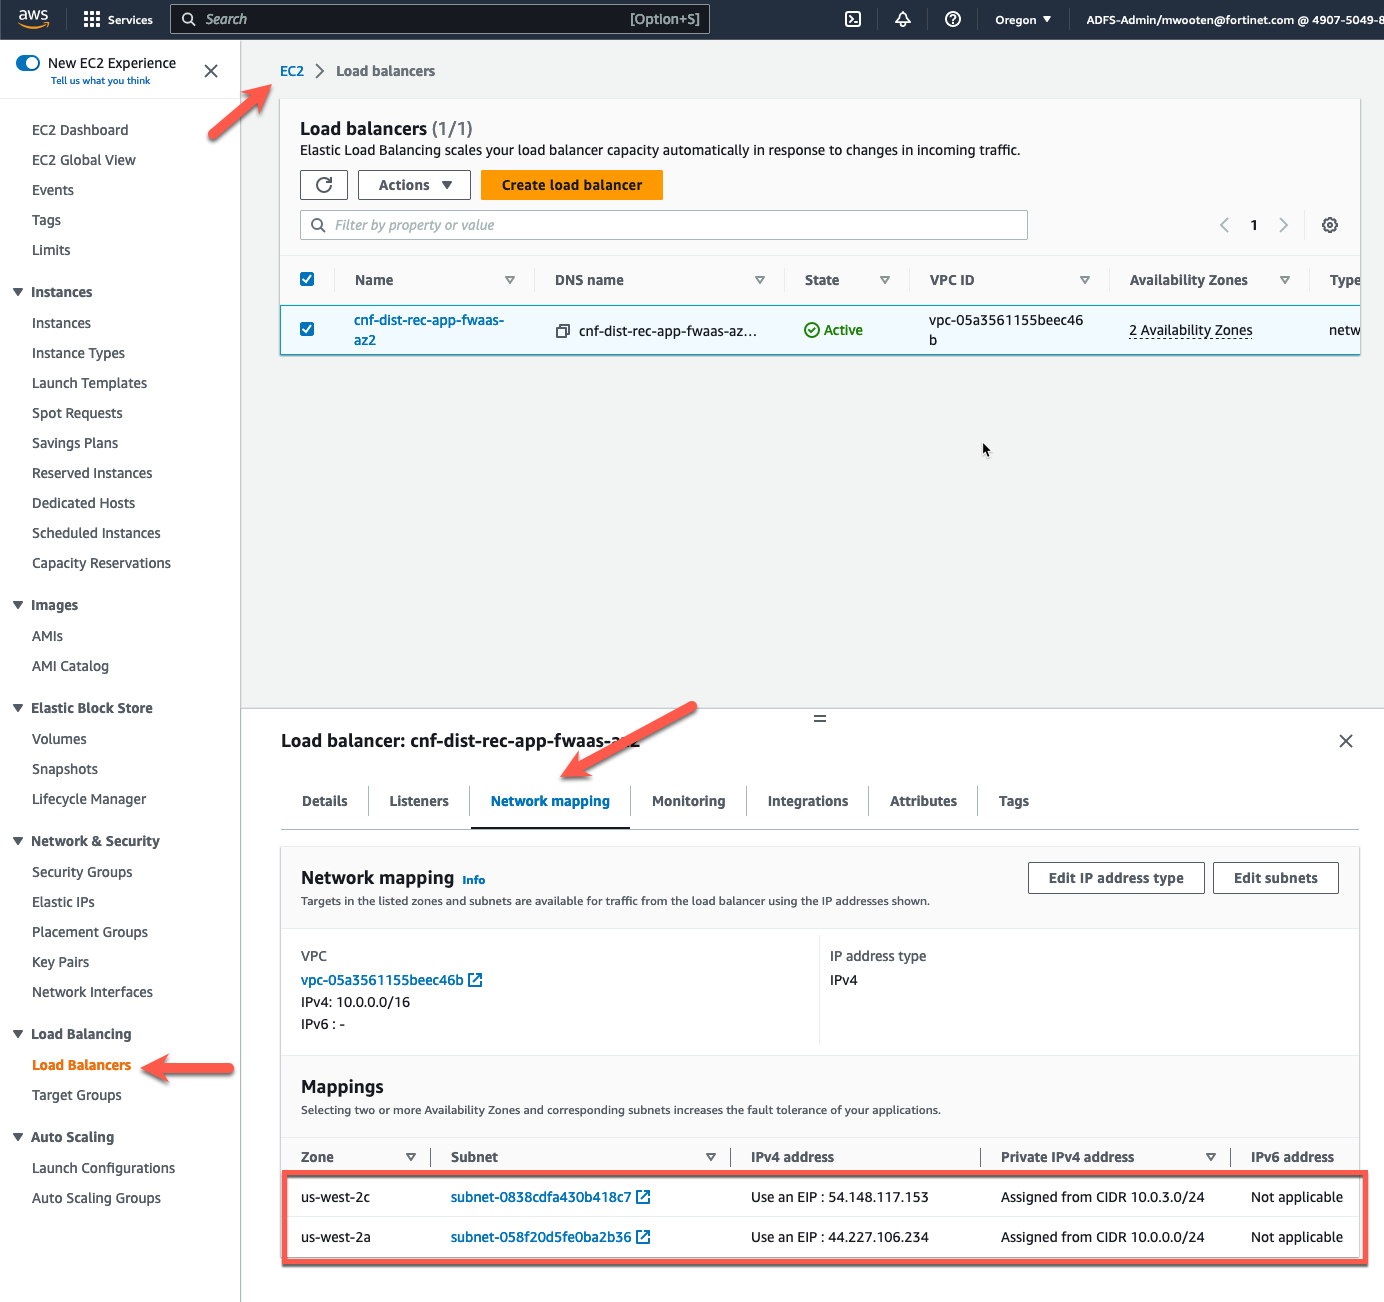 aws Services Search [Option+S] Oregon ADFS-Admin/mwooten@fortinet.com @ 4907-5049-8
New EC2 Experience
Tell us what you think
EC2 Dashboard
EC2 Global View
Events
Tags
Limits
Instances
Instances
Instance Types
Launch Templates
Spot Requests
Savings Plans
Reserved Instances
Dedicated Hosts
Scheduled Instances
Capacity Reservations
Images
AMIs
AMI Catalog
Elastic Block Store
Volumes
Snapshots
Lifecycle Manager
Network & Security
Security Groups
Elastic IPs
Placement Groups
Key Pairs
Network Interfaces
Load Balancing
Load Balancers
Target Groups
Auto Scaling
Launch Configurations
Auto Scaling Groups
EC2 Load balancers
Load balancers (1/1)
Elastic Load Balancing scales your load balancer capacity automatically in response to changes in incoming traffic.
Actions Create load balancer
Filter by property or value 1
Name DNS name State VPC ID Availability Zones Type
cnf-dist-rec-app-fwaas-az2 cnf-dist-rec-app-fwaas-az... Active vpc-05a3561155beec46b 2 Availability Zones netw
Load balancer: cnf-dist-rec-app-fwaas-az2
Details Listeners Network mapping Monitoring Integrations Attributes Tags
Network mapping Info Edit IP address type Edit subnets
Targets in the listed zones and subnets are available for traffic from the load balancer using the IP addresses shown.
VPC IP address type
vpc-05a3561155beec46b IPv4
IPv4: 10.0.0.0/16
IPv6 : -
Mappings
Selecting two or more Availability Zones and corresponding subnets increases the fault tolerance of your applications.
Zone Subnet IPv4 address Private IPv4 address IPv6 address
us-west-2c subnet-0838cdfa430b418c7 Use an EIP : 54.148.117.153 Assigned from CIDR 10.0.3.0/24 Not applicable
us-west-2a subnet-058f20d5fe0ba2b36 Use an EIP : 44.227.106.234 Assigned from CIDR 10.0.0.0/24 Not applicable